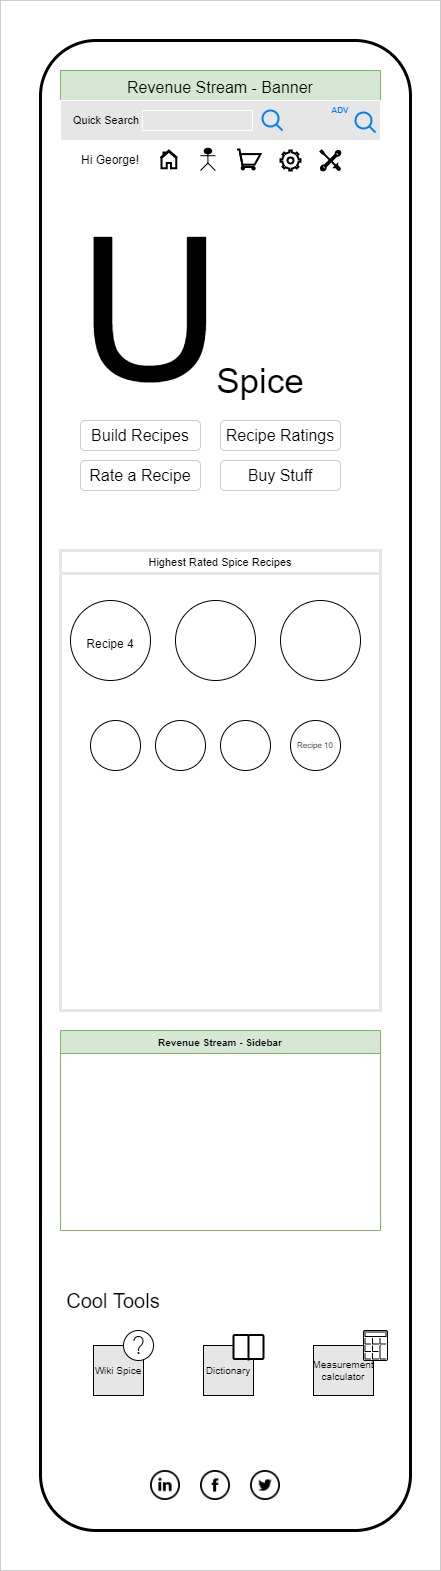 Revenue Stream - Banner
Quick Search
ADV
Hi George!
U
Spice
Build Recipes
Recipe Ratings
Rate a Recipe
Buy Stuff
Highest Rated Spice Recipes
Recipe 4
Recipe 10
Revenue Stream - Sidebar
Cool Tools
?
Wiki Spice
Dictionary
Measurement
calculator
in
f